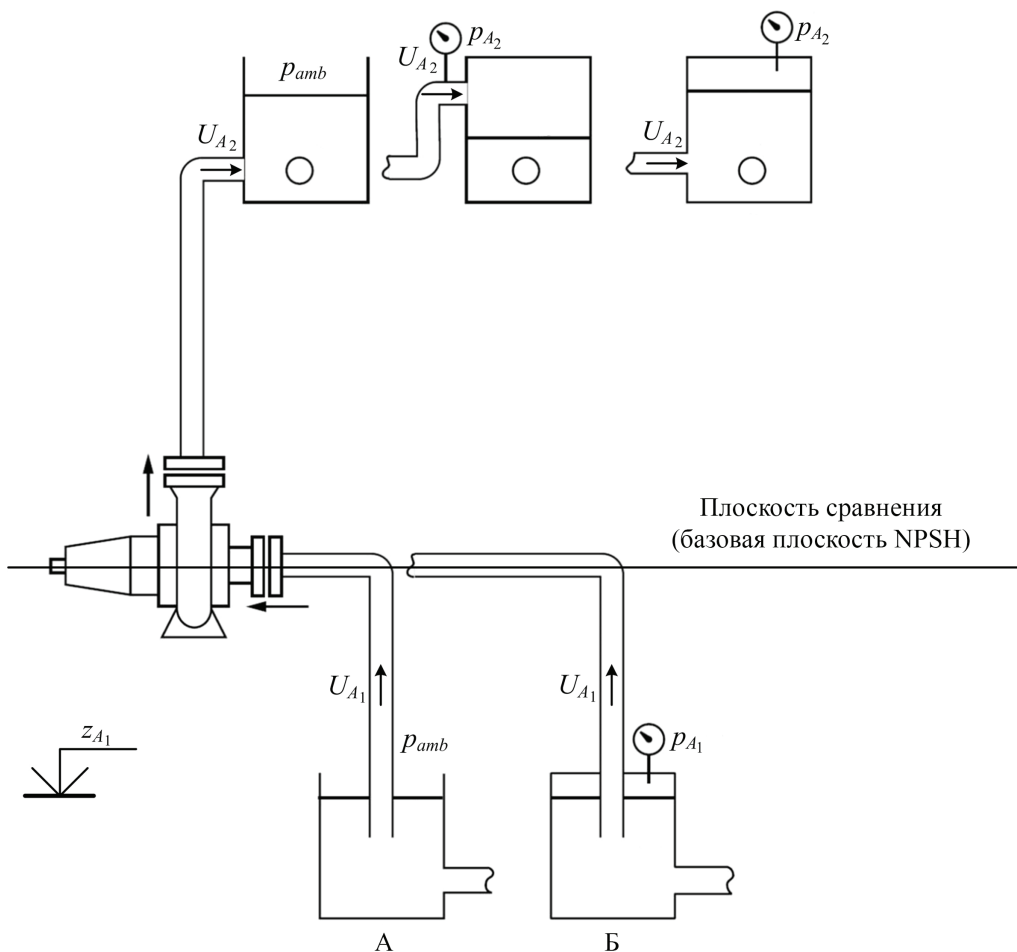 p_amb
p_A₂
U_A₂
p_A₂
U_A₂
U_A₂
Плоскость сравнения
(базовая плоскость NPSH)
U_A₁
U_A₁
z_A₁
p_amb
p_A₁
А
Б